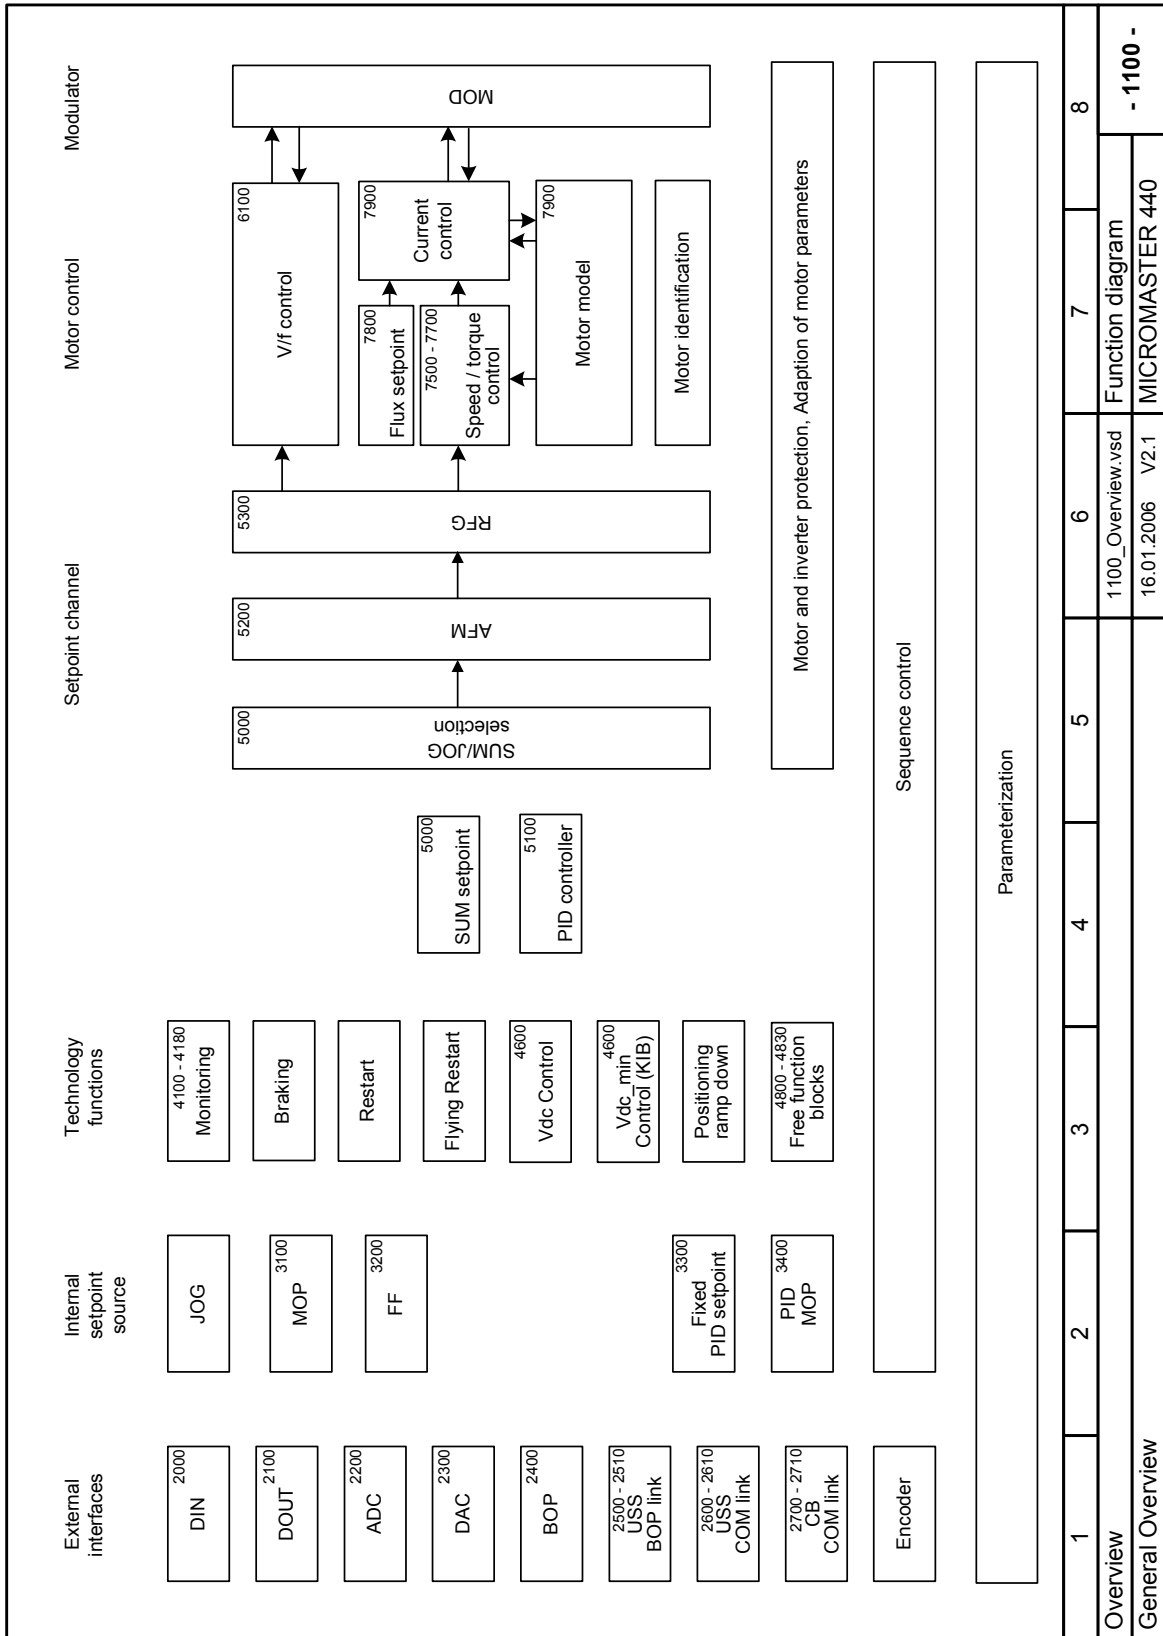 External
interfaces
Internal
setpoint
source
Technology
functions
Setpoint channel
Motor control
Modulator
2000
DIN
2100
DOUT
2200
ADC
2300
DAC
2400
BOP
2500 - 2510
USS
BOP link
2600 - 2610
USS
COM link
2700 - 2710
CB
COM link
Encoder
JOG
3100
MOP
3200
FF
3300
Fixed
PID setpoint
3400
PID
MOP
4100 - 4180
Monitoring
Braking
Restart
Flying Restart
4600
Vdc Control
4600
Vdc_min
Control (KIB)
Positioning
ramp down
4800 - 4830
Free function
blocks
5000
SUM setpoint
5100
PID controller
5000
SUM/JOG
selection
5200
AFM
5300
RFG
6100
V/f control
7800
Flux setpoint
7500 - 7700
Speed / torque
control
7900
Current
control
7900
Motor model
Motor identification
MOD
Motor and inverter protection, Adaption of motor parameters
Sequence control
Parameterization
1 2 3 4 5 6 7 8
Overview 1100_Overview.vsd Function diagram
General Overview 16.01.2006 V2.1 MICROMASTER 440
- 1100 -